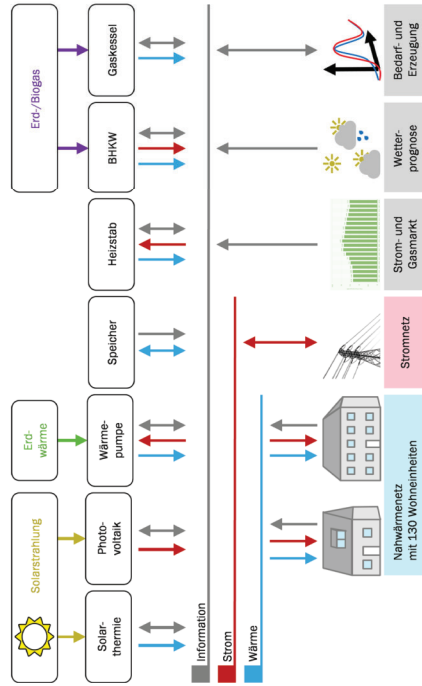 Solarstrahlung
Erd-
wärme
Erd-/Biogas
Solar-
thermie
Photo-
voltaik
Wärme-
pumpe
Speicher
Heizstab
BHKW
Gaskessel
Information
Strom
Wärme
Nahwärmenetz
mit 130 Wohneinheiten
Stromnetz
Strom- und
Gasmarkt
Wetter-
prognose
Bedarf- und
Erzeugung